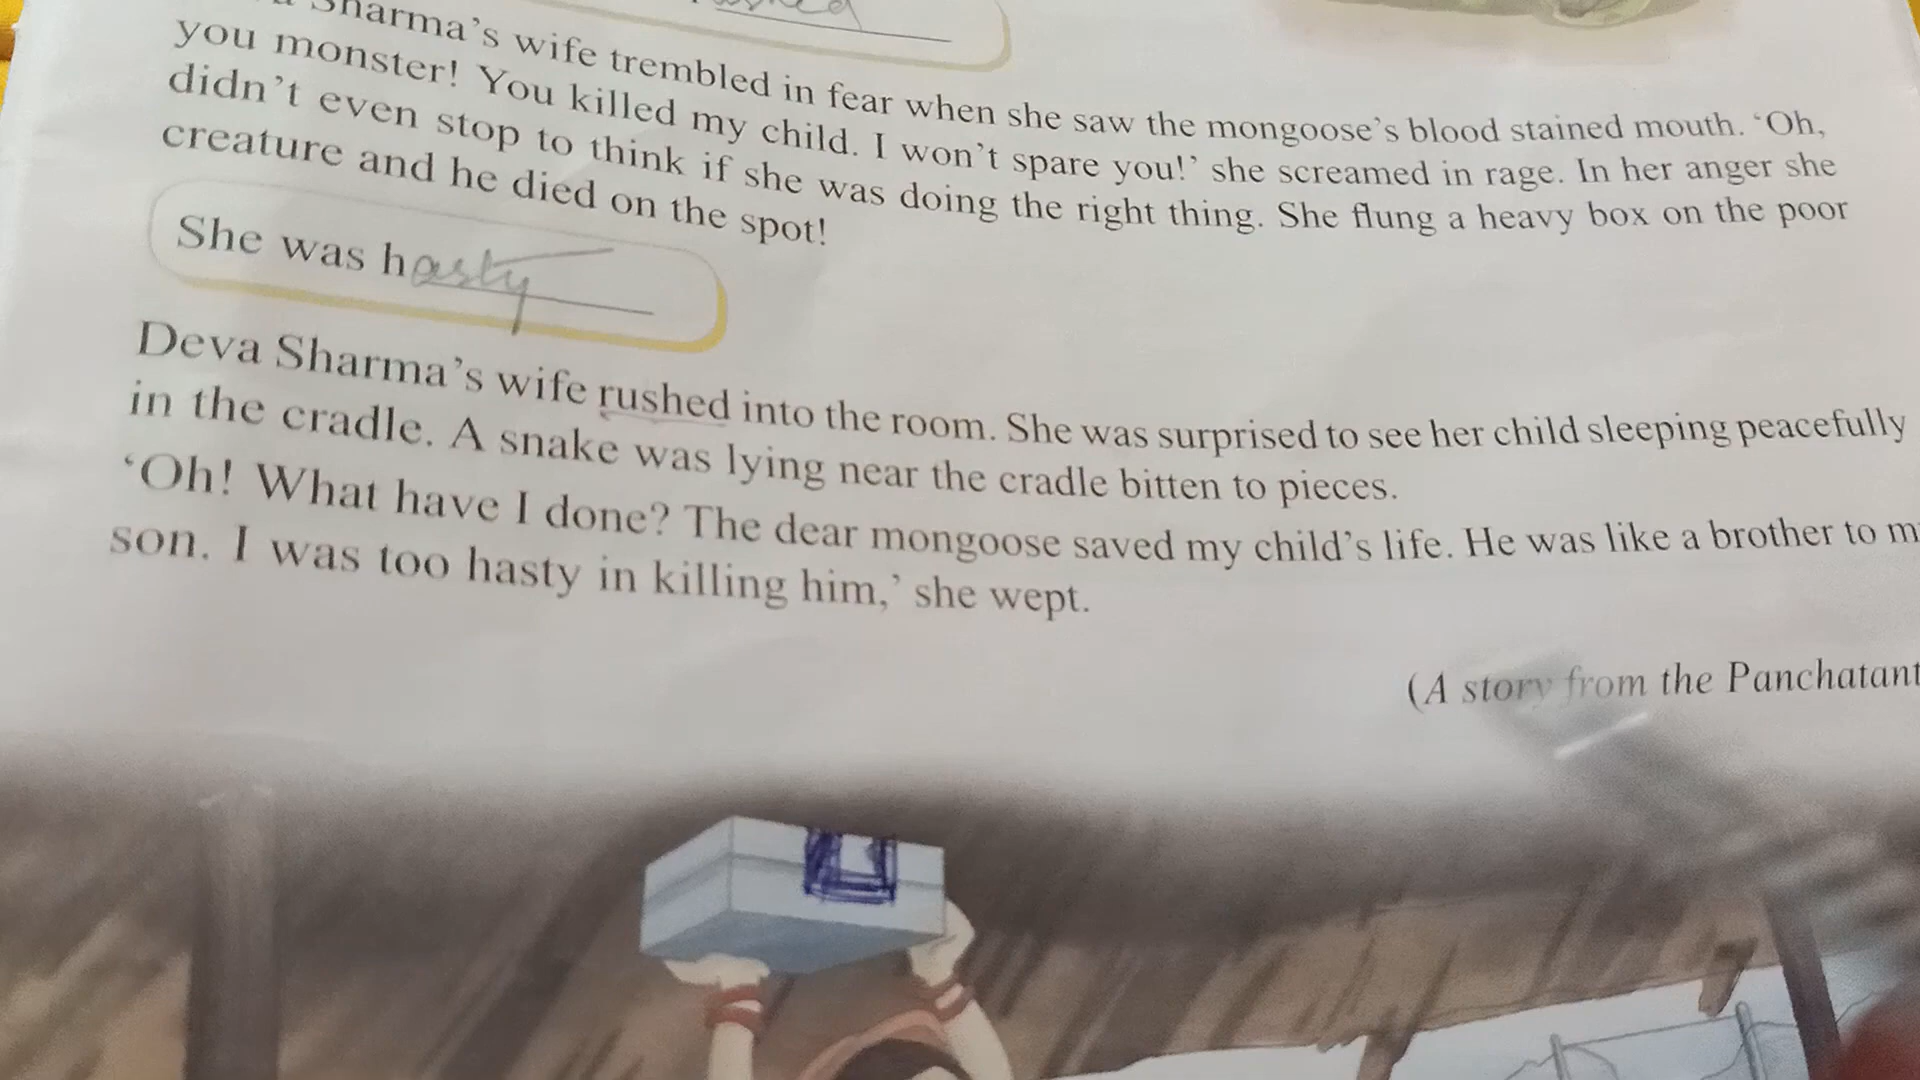 Sharma's wife trembled in fear when she saw the mongoose's blood stained mouth. 'Oh,
you monster! You killed my child. I won't spare you!' she screamed in rage. In her anger she
didn't even stop to think if she was doing the right thing. She flung a heavy box on the poor
creature and he died on the spot!
She was hasty
Deva Sharma's wife rushed into the room. She was surprised to see her child sleeping peacefully
in the cradle. A snake was lying near the cradle bitten to pieces.
'Oh! What have I done? The dear mongoose saved my child's life. He was like a brother to m
son. I was too hasty in killing him,' she wept.
(A story from the Panchatant